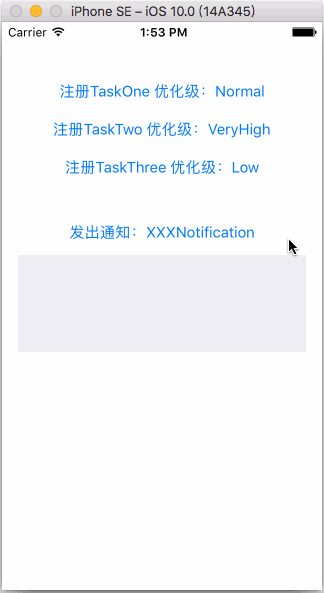 iPhone SE – iOS 10.0 (14A345)
Carrier 1:53 PM
注册TaskOne 优化级：Normal
注册TaskTwo 优化级：VeryHigh
注册TaskThree 优化级：Low
发出通知：XXXNotification